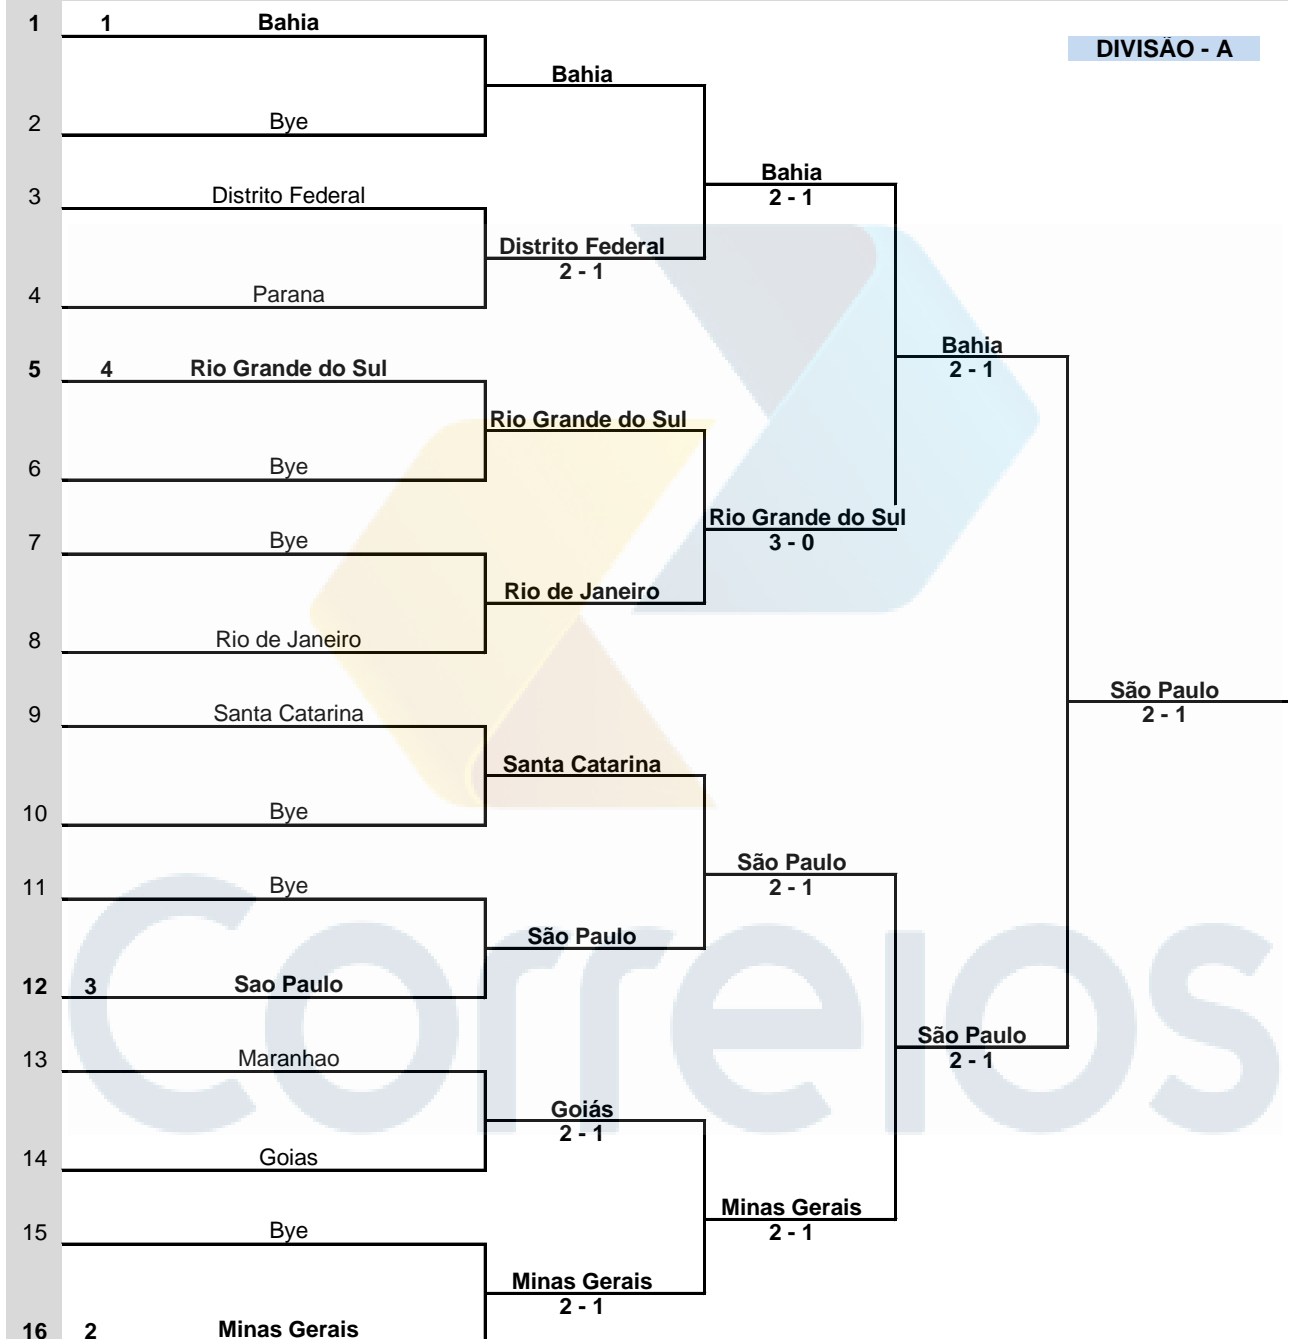 1 1 Bahia
DIVISÃO - A
Bahia
2 Bye
Bahia
2 - 1
3 Distrito Federal
Distrito Federal
2 - 1
4 Parana
Bahia
2 - 1
5 4 Rio Grande do Sul
Rio Grande do Sul
6 Bye
Rio Grande do Sul
3 - 0
7 Bye
Rio de Janeiro
8 Rio de Janeiro
São Paulo
2 - 1
9 Santa Catarina
Santa Catarina
10 Bye
São Paulo
2 - 1
11 Bye
São Paulo
12 3 Sao Paulo
São Paulo
2 - 1
13 Maranhao
Goiás
2 - 1
14 Goias
Minas Gerais
2 - 1
15 Bye
Minas Gerais
2 - 1
16 2 Minas Gerais
Correios